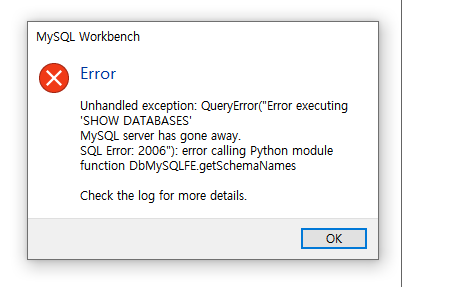 MySQL Workbench
Error
Unhandled exception: QueryError("Error executing
'SHOW DATABASES'
MySQL server has gone away.
SQL Error: 2006"): error calling Python module
function DbMySQLFE.getSchemaNames
Check the log for more details.
OK